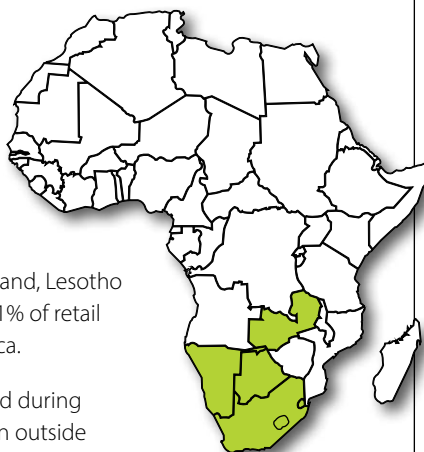 and, Lesotho
1% of retail
ca.
d during
n outside